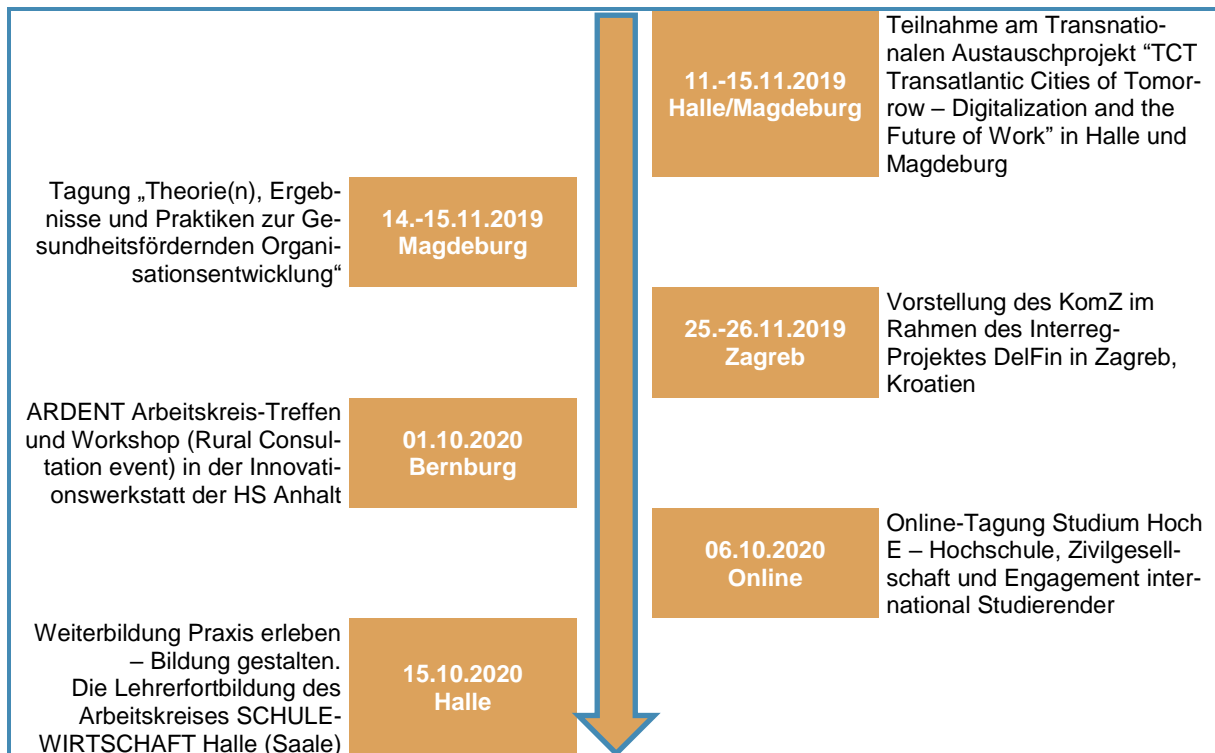 11.-15.11.2019
Halle/Magdeburg
Teilnahme am Transnatio-
nalen Austauschprojekt “TCT
Transatlantic Cities of Tomor-
row – Digitalization and the
Future of Work” in Halle und
Magdeburg
Tagung „Theorie(n), Ergeb-
nisse und Praktiken zur Ge-
sundheitsfördernden Organi-
sationsentwicklung“
14.-15.11.2019
Magdeburg
25.-26.11.2019
Zagreb
Vorstellung des KomZ im
Rahmen des Interreg-
Projektes DelFin in Zagreb,
Kroatien
ARDENT Arbeitskreis-Treffen
und Workshop (Rural Consul-
tation event) in der Innovati-
onswerkstatt der HS Anhalt
01.10.2020
Bernburg
06.10.2020
Online
Online-Tagung Studium Hoch
E – Hochschule, Zivilgesell-
schaft und Engagement inter-
national Studierender
Weiterbildung Praxis erleben
– Bildung gestalten.
Die Lehrerfortbildung des
Arbeitskreises SCHULE-
WIRTSCHAFT Halle (Saale)
15.10.2020
Halle